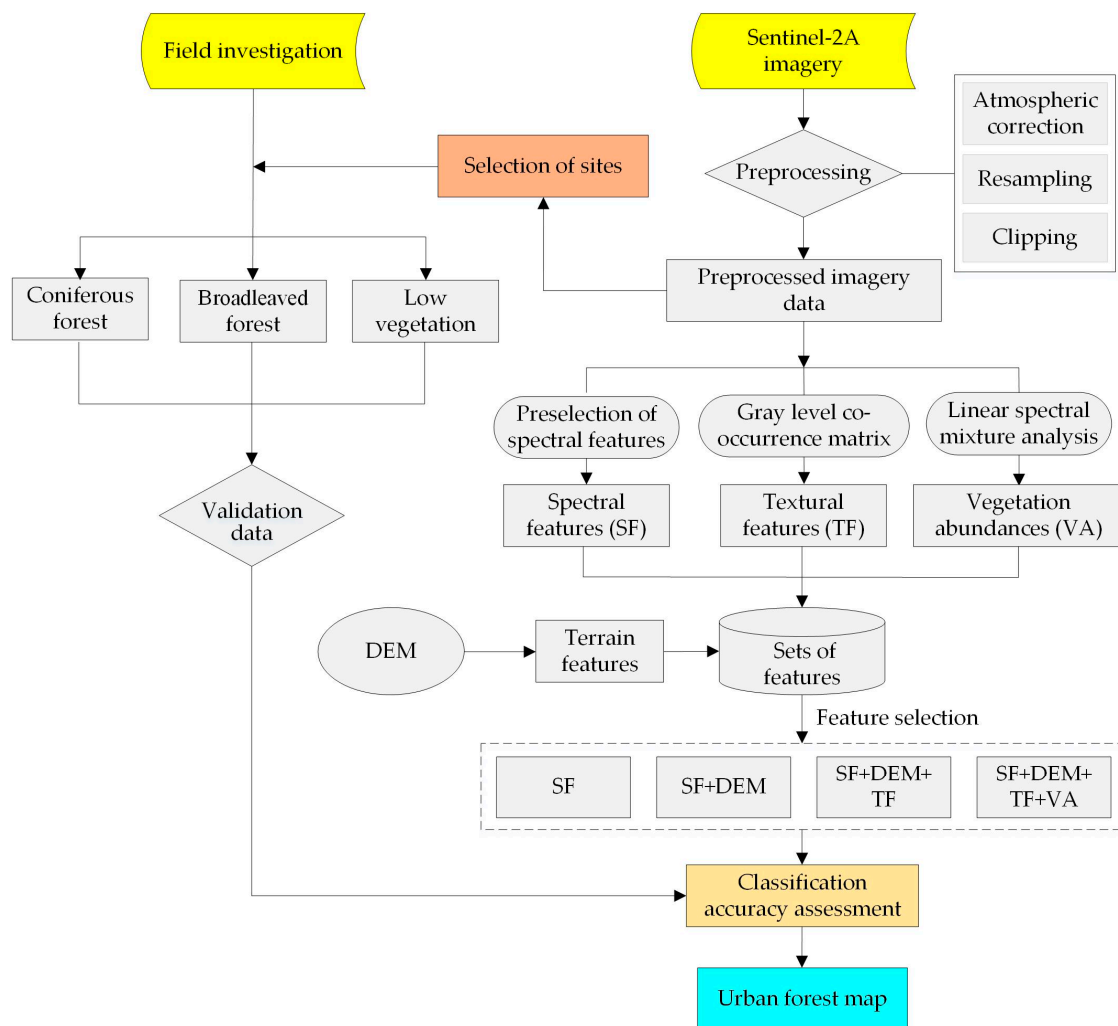 Field investigation
Sentinel-2A
imagery
Atmospheric
correction
Resampling
Clipping
Selection of sites
Preprocessing
Coniferous
forest
Broadleaved
forest
Low
vegetation
Preprocessed imagery
data
Preselection of
spectral features
Gray level co-
occurrence matrix
Linear spectral
mixture analysis
Validation
data
Spectral
features (SF)
Textural
features (TF)
Vegetation
abundances (VA)
DEM
Terrain
features
Sets of
features
Feature selection
SF
SF+DEM
SF+DEM+
TF
SF+DEM+
TF+VA
Classification
accuracy assessment
Urban forest map